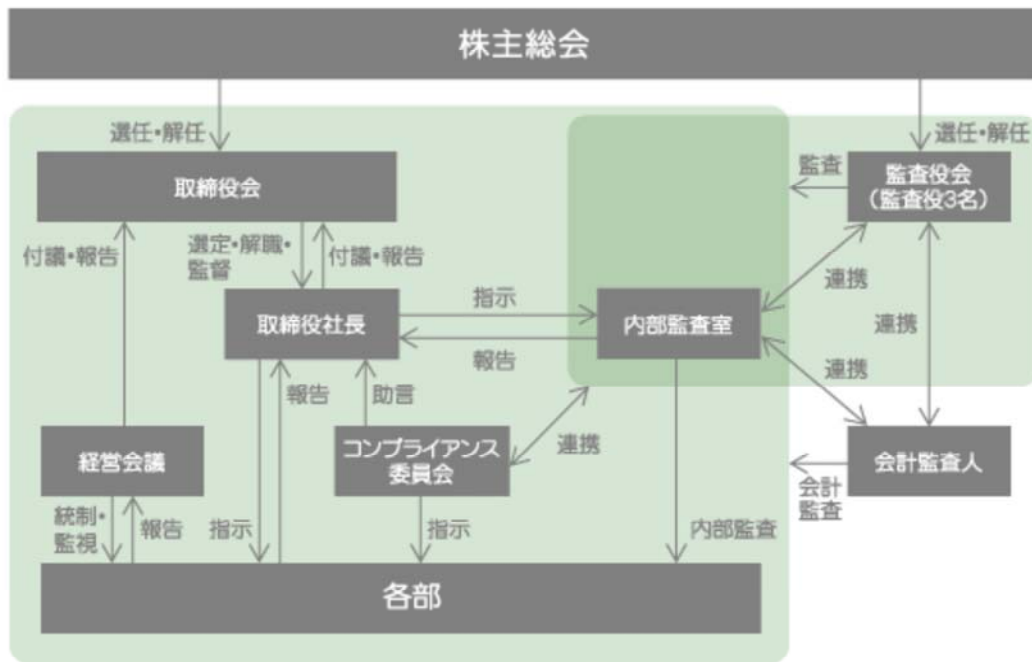 株主総会
選任・解任
選任・解任
取締役会
監査
監査役会
（監査役3名）
付議・報告
選定・解職・
監督
付議・報告
連携
取締役社長
指示
内部監査室
連携
報告
連携
報告
助言
経営会議
コンプライアンス
委員会
連携
会計監査人
統制・
監視
報告
指示
指示
内部監査
会計
監査
各部